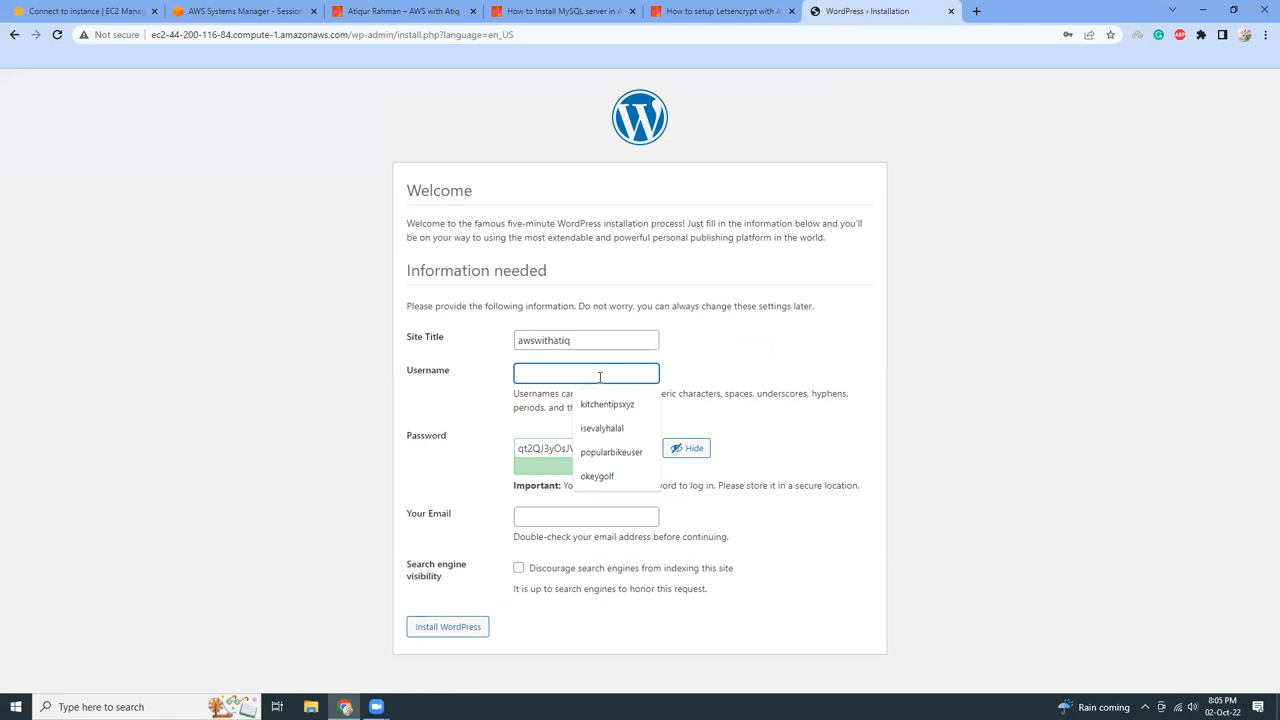 Connect to instance | EC2 Manag
AWS Systems Manager - Session
Atiqur Rahman – AWS with Atiq
How to Install MySQL server in A
How to setup Letsencrypt with A
WordPress › Installation
Not secure
ec2-44-200-116-84.compute-1.amazonaws.com/wp-admin/install.php?language=en_US
Welcome
Welcome to the famous five-minute WordPress installation process! Just fill in the information below and you'll
be on your way to using the most extendable and powerful personal publishing platform in the world.
Information needed
Please provide the following information. Do not worry, you can always change these settings later.
Site Title
awswithatiq
Username
Usernames can eric characters, spaces, underscores, hyphens,
periods, and th
kitchentipsxyz
isevalyhalal
popularbikeuser
okeygolf
Password
qt2QJ3yOsJV
Hide
Important: Yo word to log in. Please store it in a secure location.
Your Email
Double-check your email address before continuing.
Search engine
visibility
Discourage search engines from indexing this site
It is up to search engines to honor this request.
Install WordPress
Type here to search
Rain coming
8:05 PM
02-Oct-22